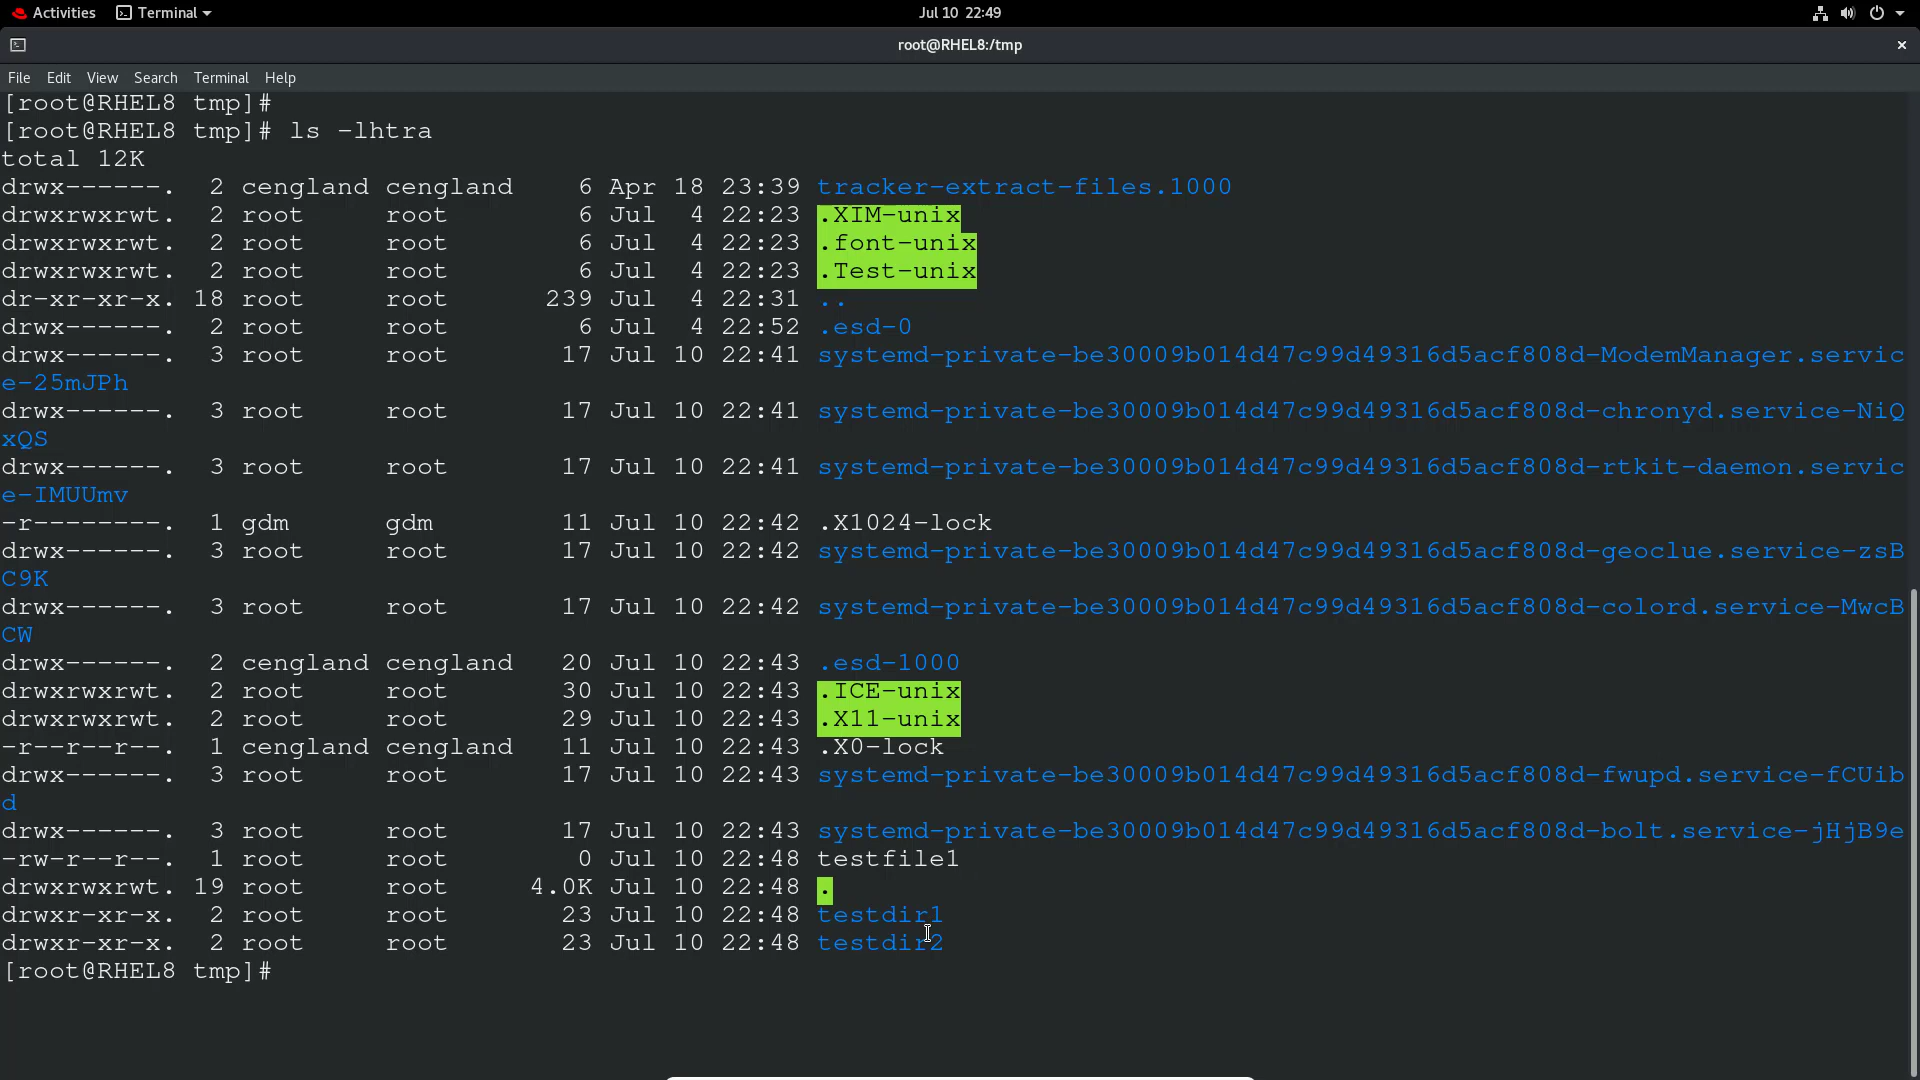 Activities Terminal Jul 10 22:49
root@RHEL8:/tmp ×
File Edit View Search Terminal Help
[root@RHEL8 tmp]#
[root@RHEL8 tmp]# ls -lhtra
total 12K
drwx------. 2 cengland cengland 6 Apr 18 23:39 tracker-extract-files.1000
drwxrwxrwt. 2 root root 6 Jul 4 22:23 .XIM-unix
drwxrwxrwt. 2 root root 6 Jul 4 22:23 .font-unix
drwxrwxrwt. 2 root root 6 Jul 4 22:23 .Test-unix
dr-xr-xr-x. 18 root root 239 Jul 4 22:31 ..
drwx------. 2 root root 6 Jul 4 22:52 .esd-0
drwx------. 3 root root 17 Jul 10 22:41 systemd-private-be30009b014d47c99d49316d5acf808d-ModemManager.servic
e-25mJPh
drwx------. 3 root root 17 Jul 10 22:41 systemd-private-be30009b014d47c99d49316d5acf808d-chronyd.service-NiQ
xQS
drwx------. 3 root root 17 Jul 10 22:41 systemd-private-be30009b014d47c99d49316d5acf808d-rtkit-daemon.servic
e-IMUUmv
-r--------. 1 gdm gdm 11 Jul 10 22:42 .X1024-lock
drwx------. 3 root root 17 Jul 10 22:42 systemd-private-be30009b014d47c99d49316d5acf808d-geoclue.service-zsB
C9K
drwx------. 3 root root 17 Jul 10 22:42 systemd-private-be30009b014d47c99d49316d5acf808d-colord.service-MwcB
CW
drwx------. 2 cengland cengland 20 Jul 10 22:43 .esd-1000
drwxrwxrwt. 2 root root 30 Jul 10 22:43 .ICE-unix
drwxrwxrwt. 2 root root 29 Jul 10 22:43 .X11-unix
-r--r--r--. 1 cengland cengland 11 Jul 10 22:43 .X0-lock
drwx------. 3 root root 17 Jul 10 22:43 systemd-private-be30009b014d47c99d49316d5acf808d-fwupd.service-fCUib
d
drwx------. 3 root root 17 Jul 10 22:43 systemd-private-be30009b014d47c99d49316d5acf808d-bolt.service-jHjB9e
-rw-r--r--. 1 root root 0 Jul 10 22:48 testfile1
drwxrwxrwt. 19 root root 4.0K Jul 10 22:48 .
drwxr-xr-x. 2 root root 23 Jul 10 22:48 testdir1
drwxr-xr-x. 2 root root 23 Jul 10 22:48 testdir2
[root@RHEL8 tmp]#